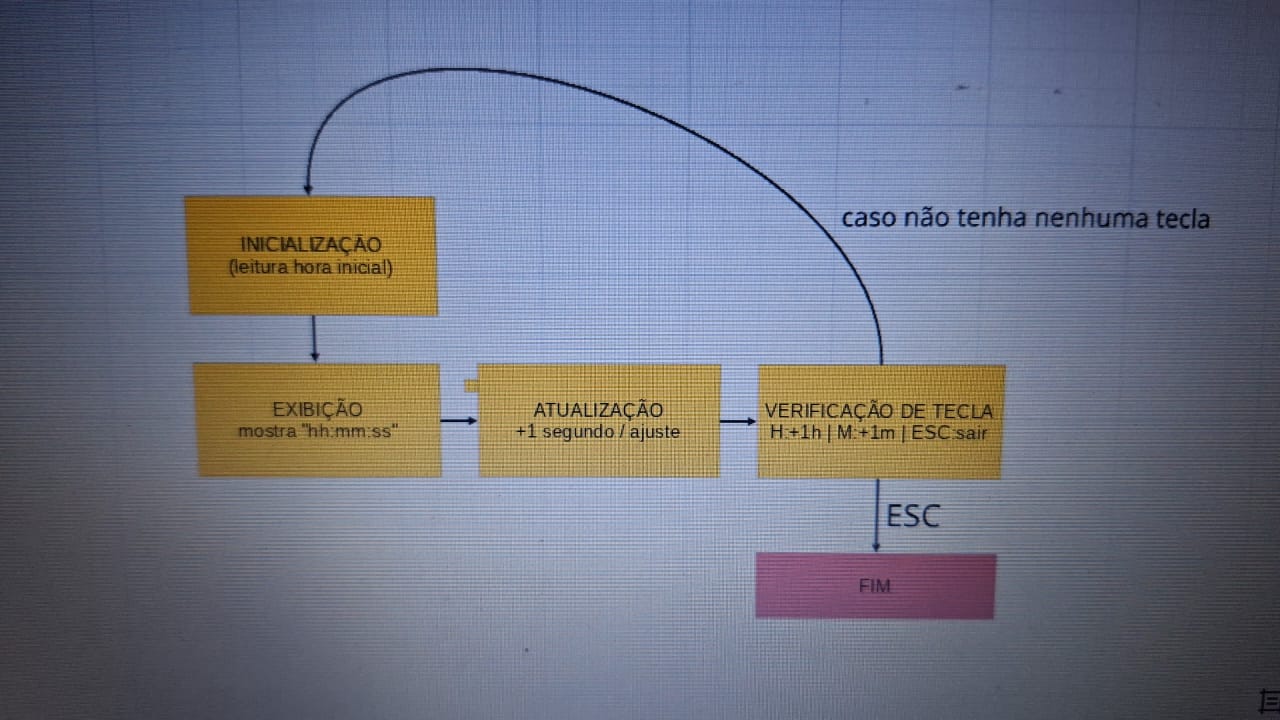 caso não tenha nenhuma tecla
INICIALIZAÇÃO
(leitura hora inicial)
EXIBIÇÃO
mostra "hh:mm:ss"
ATUALIZAÇÃO
+1 segundo / ajuste
VERIFICAÇÃO DE TECLA
H:+1h | M:+1m | ESC:sair
ESC
FIM